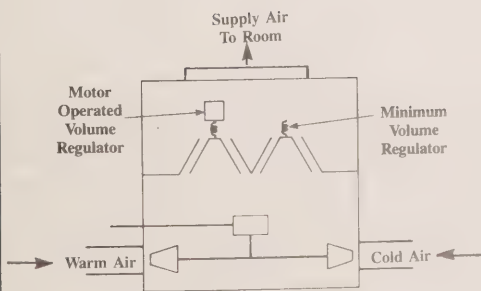 Supply Air
To Room
Motor
Operated
Volume
Regulator
Minimum
Volume
Regulator
Warm Air
Cold Air